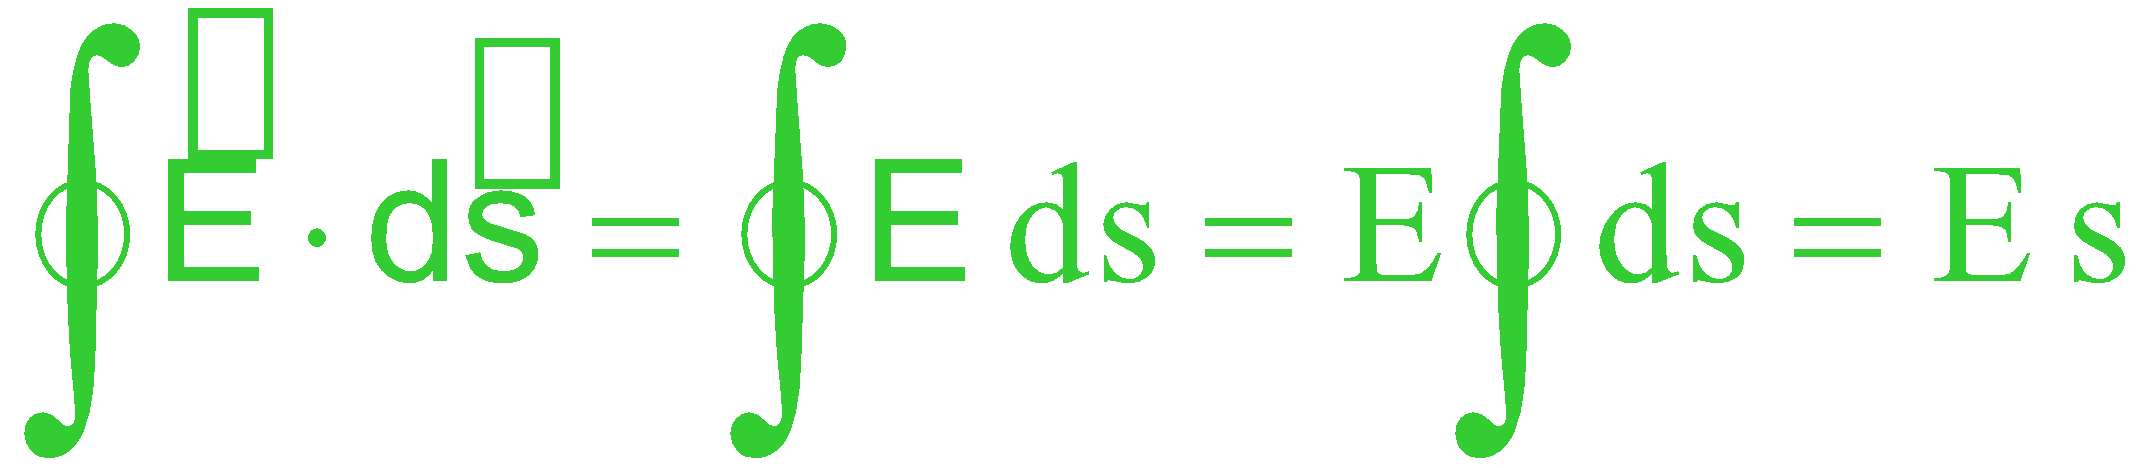 ∮ E⃗ · ds⃗ = ∮ E ds = E ∮ ds = E s